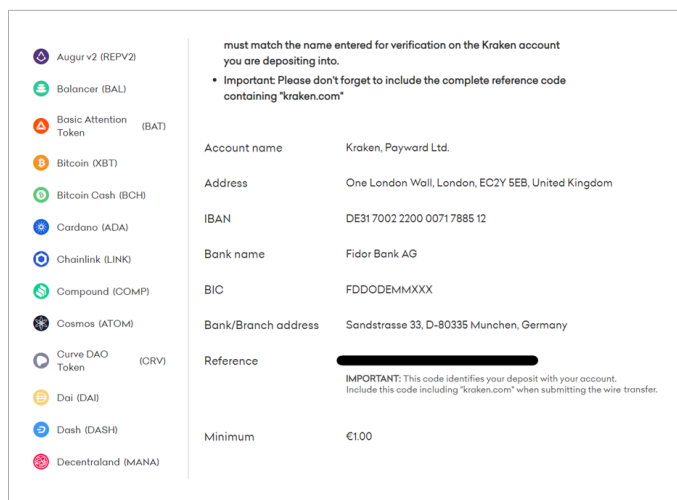 Augur v2 (REPV2)
Balancer (BAL)
Basic Attention
Token
(BAT)
Bitcoin (XBT)
Bitcoin Cash (BCH)
Cardano (ADA)
Chainlink (LINK)
Compound (COMP)
Cosmos (ATOM)
Curve DAO
Token
(CRV)
Dai (DAI)
Dash (DASH)
Decentraland (MANA)
must match the name entered for verification on the Kraken account
you are depositing into.
• Important: Please don't forget to include the complete reference code
containing "kraken.com"
Account name Kraken, Payward Ltd.
Address One London Wall, London, EC2Y 5EB, United Kingdom
IBAN DE31 7002 2200 0071 7885 12
Bank name Fidor Bank AG
BIC FDDODEMMXXX
Bank/Branch address Sandstrasse 33, D-80335 Munchen, Germany
Reference
IMPORTANT: This code identifies your deposit with your account.
Include this code including "kraken.com" when submitting the wire transfer.
Minimum €1.00